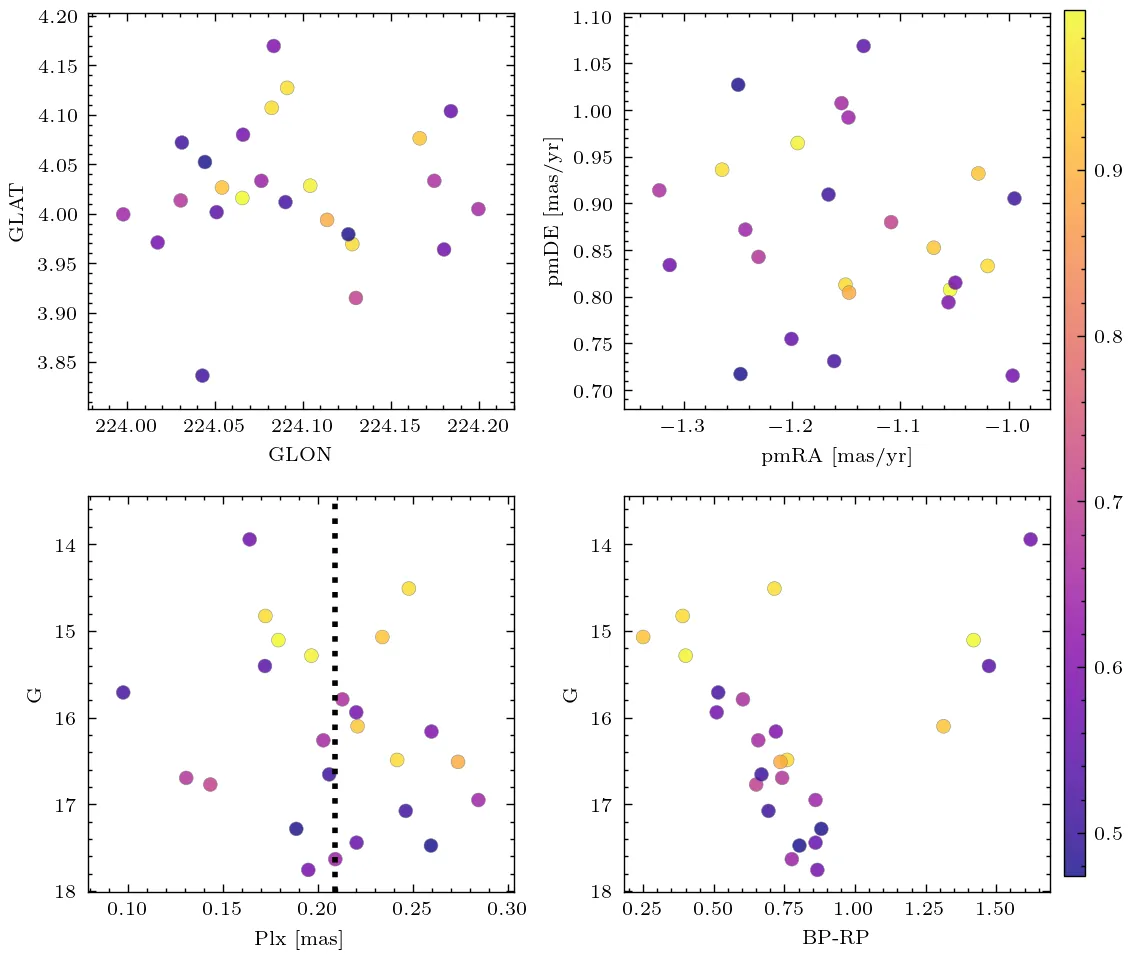 4.20
4.15
4.10
4.05
4.00
3.95
3.90
3.85
GLAT
224.00 224.05 224.10 224.15 224.20
GLON
1.10
1.05
1.00
0.95
0.90
0.85
0.80
0.75
0.70
pmDE [mas/yr]
−1.3 −1.2 −1.1 −1.0
pmRA [mas/yr]
0.9
0.8
0.7
0.6
0.5
14
15
16
17
18
G
0.10 0.15 0.20 0.25 0.30
Plx [mas]
14
15
16
17
18
G
0.25 0.50 0.75 1.00 1.25 1.50
BP-RP